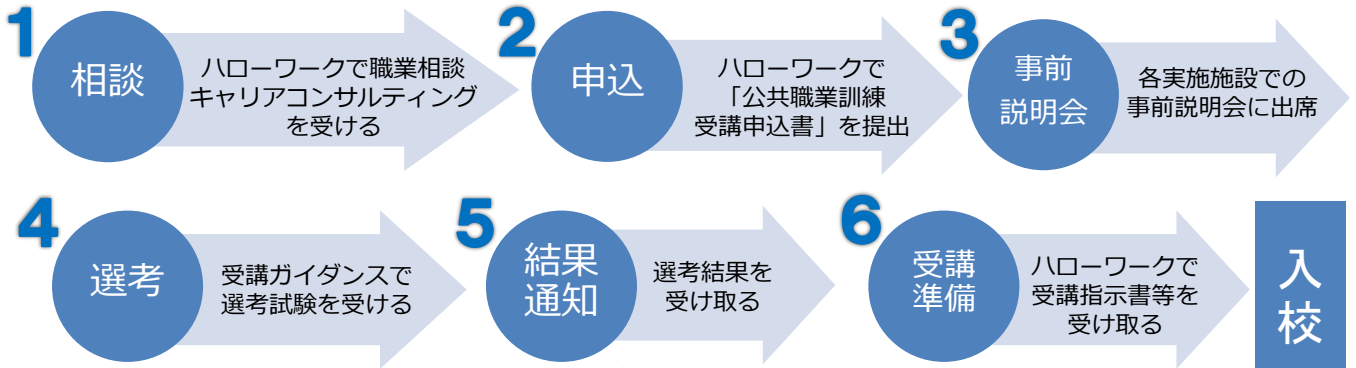 1
相談
ハローワークで職業相談
キャリアコンサルティング
を受ける
2
申込
ハローワークで
「公共職業訓練
受講申込書」を提出
3
事前
説明会
各実施施設での
事前説明会に出席
4
選考
受講ガイダンスで
選考試験を受ける
5
結果
通知
選考結果を
受け取る
6
受講
準備
ハローワークで
受講指示書等を
受け取る
入
校